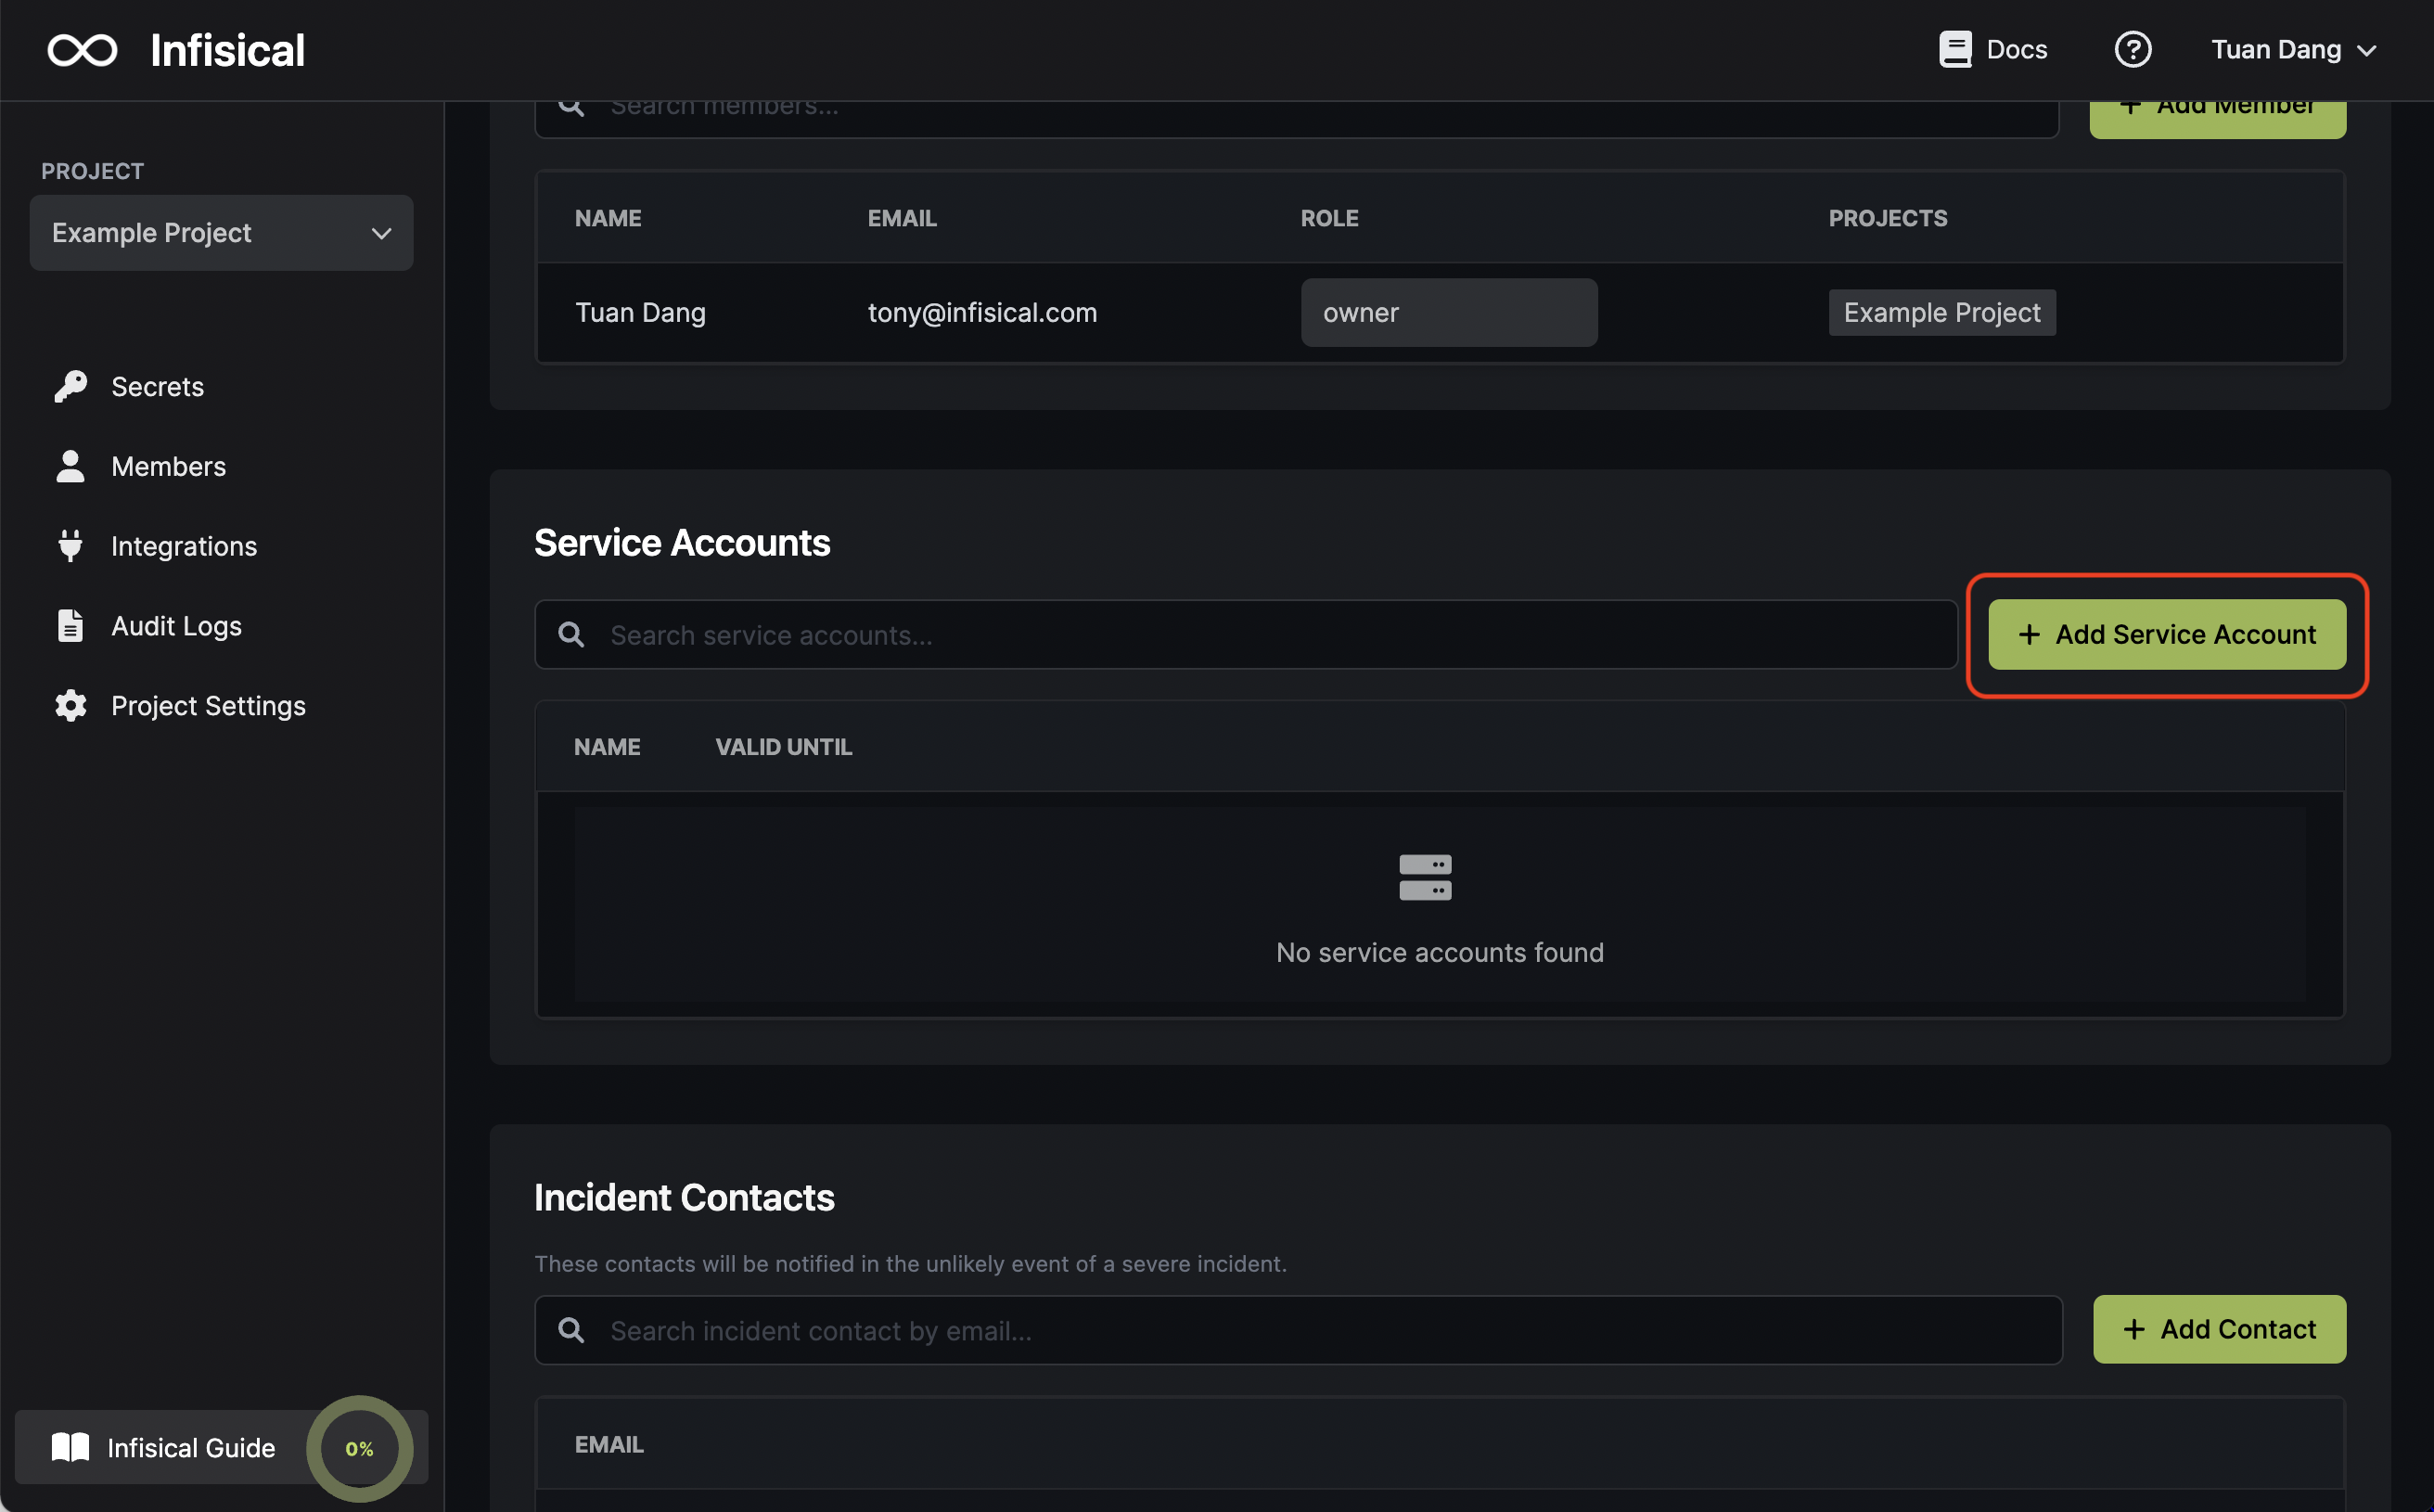 Infisical
Docs
Tuan Dang
PROJECT
Example Project
Secrets
Members
Integrations
Audit Logs
Project Settings
Infisical Guide
0%
Search members...
+ Add Member
NAME EMAIL ROLE PROJECTS
Tuan Dang tony@infisical.com owner Example Project
Service Accounts
Search service accounts...
+ Add Service Account
NAME VALID UNTIL
No service accounts found
Incident Contacts
These contacts will be notified in the unlikely event of a severe incident.
Search incident contact by email...
+ Add Contact
EMAIL